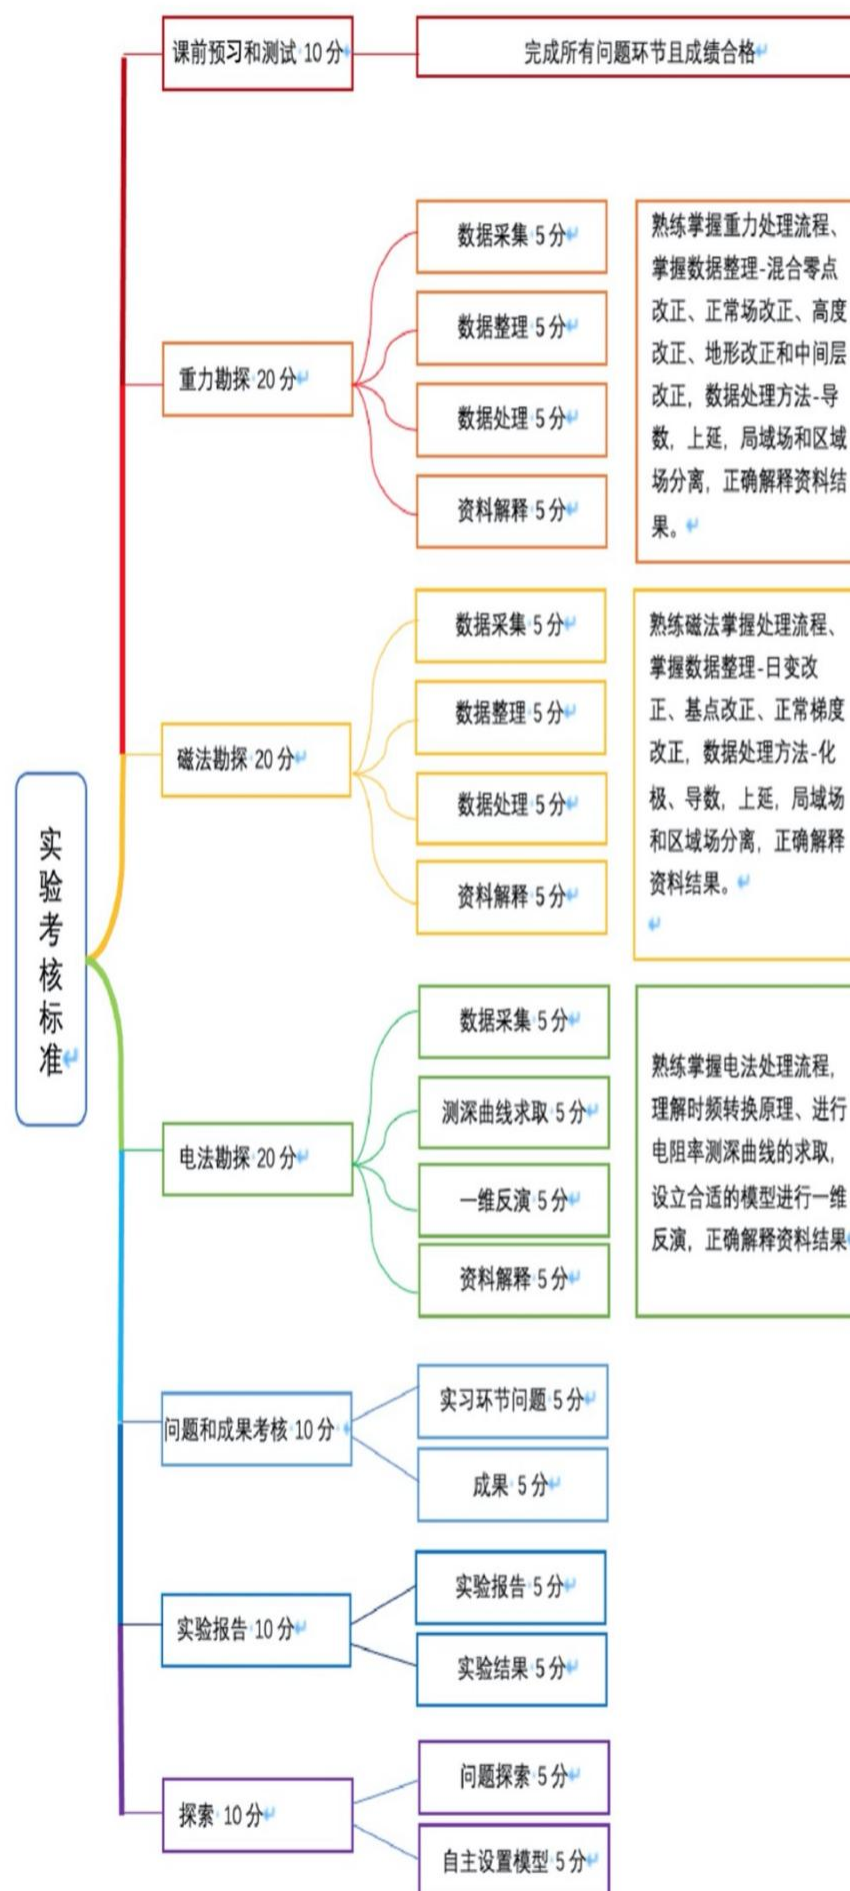 课前预习和测试 10 分
完成所有问题环节且成绩合格
重力勘探 20 分
数据采集 5 分
数据整理 5 分
数据处理 5 分
资料解释 5 分
熟练掌握重力处理流程、
掌握数据整理-混合零点
改正、正常场改正、高度
改正、地形改正和中间层
改正，数据处理方法-导
数，上延，局域场和区域
场分离，正确解释资料结
果。
磁法勘探 20 分
数据采集 5 分
数据整理 5 分
数据处理 5 分
资料解释 5 分
熟练磁法掌握处理流程、
掌握数据整理-日变改
正、基点改正、正常梯度
改正，数据处理方法-化
极、导数，上延，局域场
和区域场分离，正确解释
资料结果。
实验考核标准
电法勘探 20 分
数据采集 5 分
测深曲线求取 5 分
一维反演 5 分
资料解释 5 分
熟练掌握电法处理流程，
理解时频转换原理、进行
电阻率测深曲线的求取，
设立合适的模型进行一维
反演，正确解释资料结果
问题和成果考核 10 分
实习环节问题 5 分
成果 5 分
实验报告 10 分
实验报告 5 分
实验结果 5 分
探索 10 分
问题探索 5 分
自主设置模型 5 分